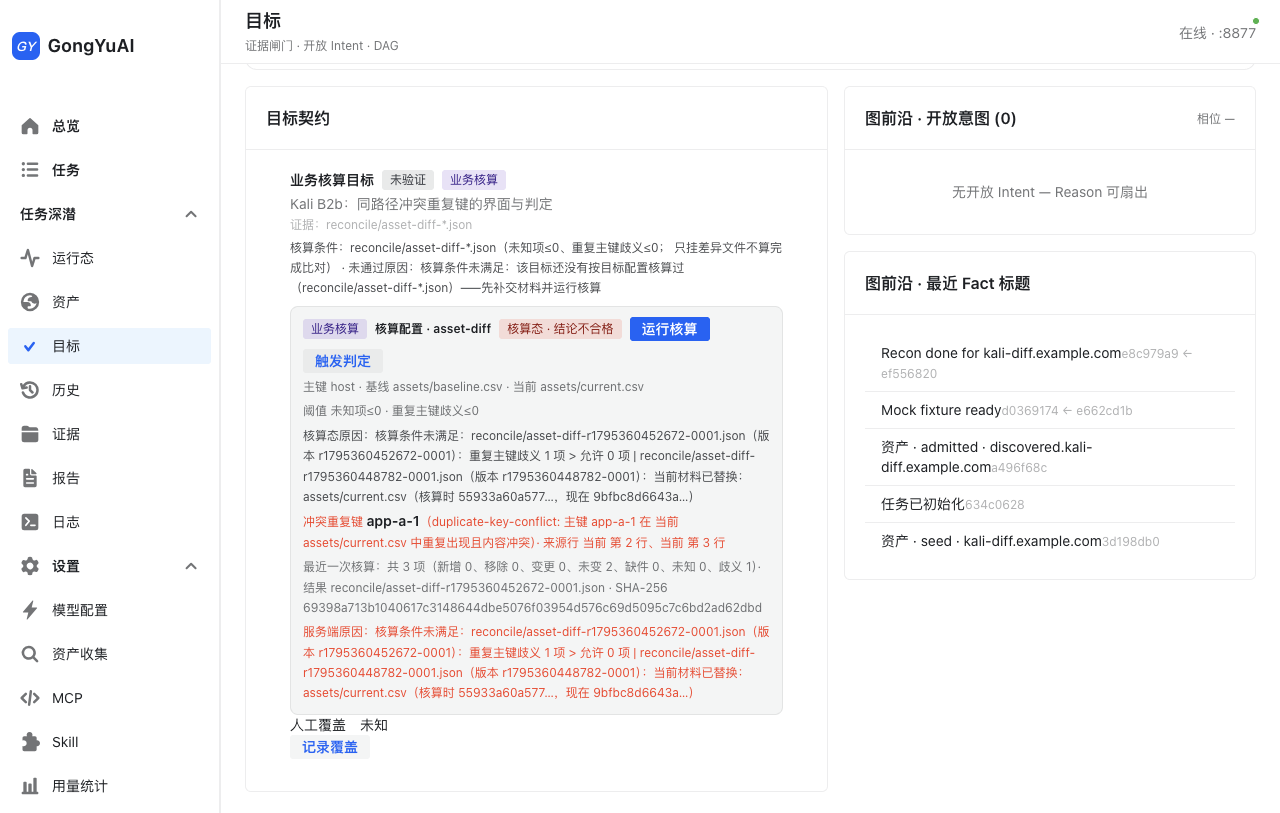 GY GongYuAI
总览
任务
任务深潜
运行态
资产
目标
历史
证据
报告
日志
设置
模型配置
资产收集
MCP
Skill
用量统计
目标
证据闸门 · 开放 Intent · DAG
在线 · :8877
目标契约
业务核算目标 未验证 业务核算
Kali B2b：同路径冲突重复键的界面与判定
证据：reconcile/asset-diff-*.json
核算条件：reconcile/asset-diff-*.json（未知项≤0、重复主键歧义≤0； 只挂差异文件不算完
成比对） · 未通过原因：核算条件未满足：该目标还没有按目标配置核算过
（reconcile/asset-diff-*.json）——先补交材料并运行核算
业务核算 核算配置 · asset-diff 核算态 · 结论不合格 运行核算
触发判定
主键 host · 基线 assets/baseline.csv · 当前 assets/current.csv
阈值 未知项≤0 · 重复主键歧义≤0
核算态原因：核算条件未满足：reconcile/asset-diff-r1795360452672-0001.json（版
本 r1795360452672-0001）：重复主键歧义 1 项 > 允许 0 项 | reconcile/asset-diff-
r1795360448782-0001.json（版本 r1795360448782-0001）：当前材料已替换：
assets/current.csv（核算时 55933a60a577…，现在 9bfbc8d6643a…）
冲突重复键 app-a-1（duplicate-key-conflict: 主键 app-a-1 在 当前
assets/current.csv 中重复出现且内容冲突）· 来源行 当前 第 2 行、当前 第 3 行
最近一次核算：共 3 项（新增 0、移除 0、变更 0、未变 2、缺件 0、未知 0、歧义 1）·
结果 reconcile/asset-diff-r1795360452672-0001.json · SHA-256
69398a713b1040617c3148644dbe5076f03954d576c69d5095c7c6bd2ad62dbd
服务端原因：核算条件未满足：reconcile/asset-diff-r1795360452672-0001.json（版
本 r1795360452672-0001）：重复主键歧义 1 项 > 允许 0 项 | reconcile/asset-diff-
r1795360448782-0001.json（版本 r1795360448782-0001）：当前材料已替换：
assets/current.csv（核算时 55933a60a577…，现在 9bfbc8d6643a…）
人工覆盖 未知
记录覆盖
图前沿 · 开放意图 (0) 相位 —
无开放 Intent — Reason 可扇出
图前沿 · 最近 Fact 标题
Recon done for kali-diff.example.come8c979a9 ←
ef556820
Mock fixture readyd0369174 ← e662cd1b
资产 · admitted · discovered.kali-
diff.example.coma496f68c
任务已初始化634c0628
资产 · seed · kali-diff.example.com3d198db0